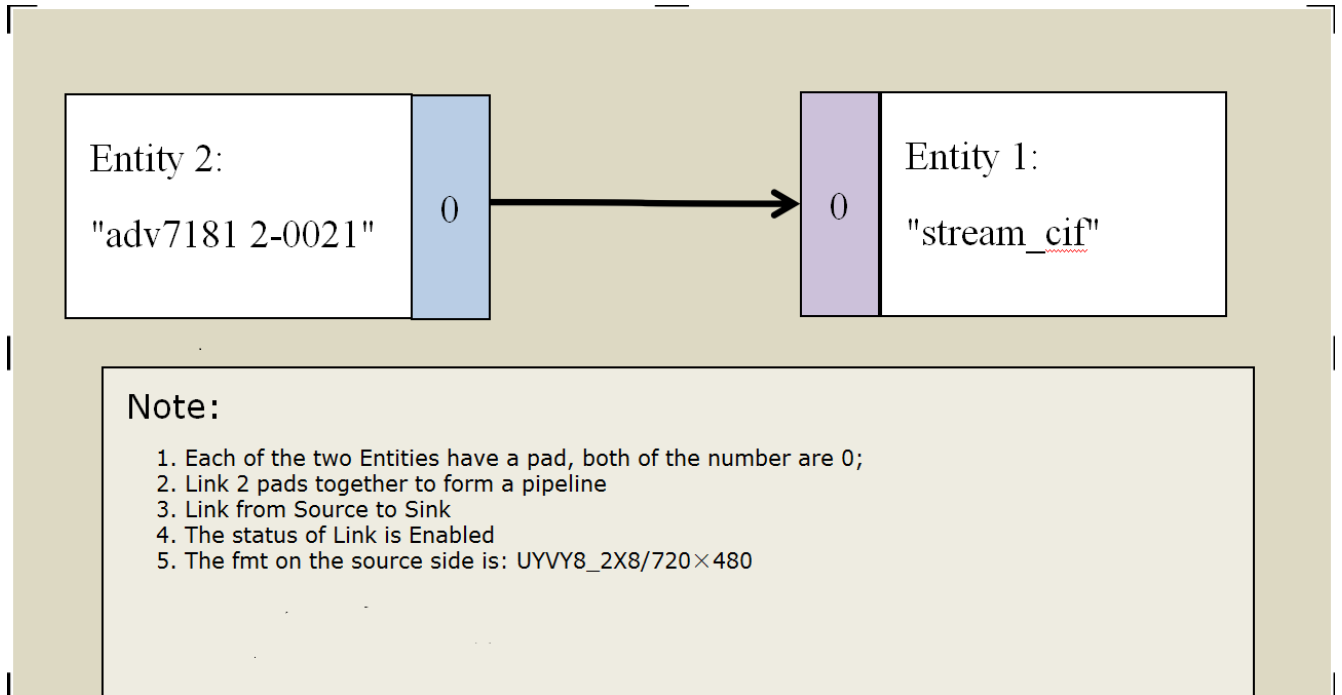 Entity 2:
"adv7181 2-0021"
0
0
Entity 1:
"stream_cif"
Note:
1. Each of the two Entities have a pad, both of the number are 0;
2. Link 2 pads together to form a pipeline
3. Link from Source to Sink
4. The status of Link is Enabled
5. The fmt on the source side is: UYVY8_2X8/720×480